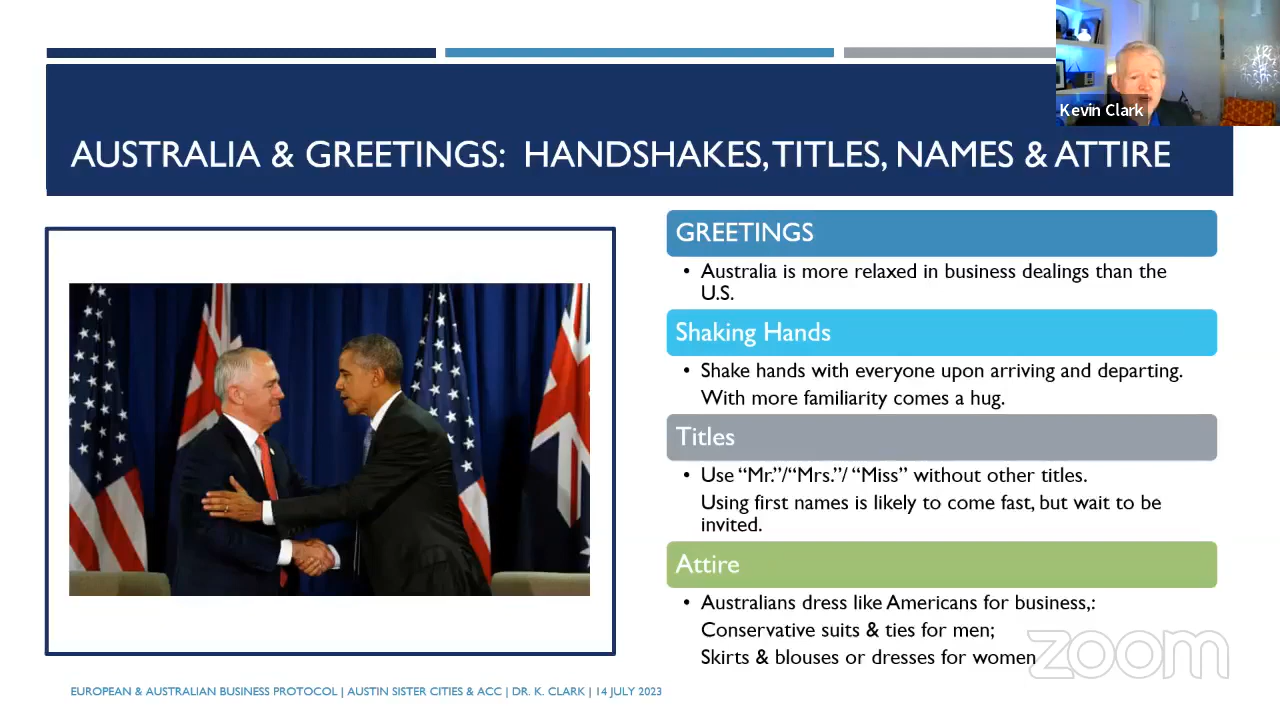 Kevin Clark
AUSTRALIA & GREETINGS: HANDSHAKES, TITLES, NAMES & ATTIRE
GREETINGS
• Australia is more relaxed in business dealings than the
U.S.
Shaking Hands
• Shake hands with everyone upon arriving and departing.
With more familiarity comes a hug.
Titles
• Use “Mr.”/“Mrs.”/ “Miss” without other titles.
Using first names is likely to come fast, but wait to be
invited.
Attire
• Australians dress like Americans for business,:
Conservative suits & ties for men;
Skirts & blouses or dresses for women
zoom
EUROPEAN & AUSTRALIAN BUSINESS PROTOCOL | AUSTIN SISTER CITIES & ACC | DR. K. CLARK | 14 JULY 2023